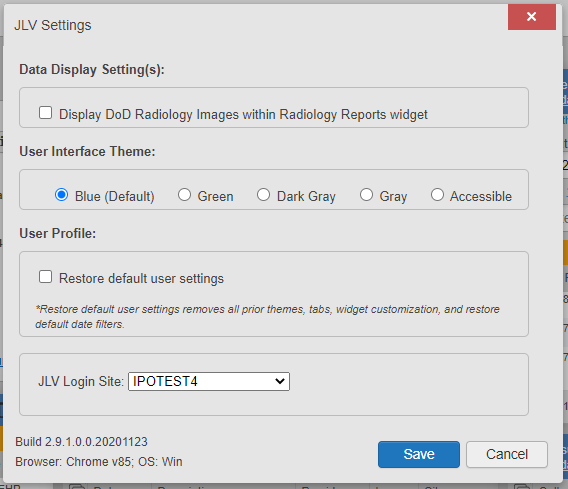 JLV Settings
Data Display Setting(s):
Display DoD Radiology Images within Radiology Reports widget
User Interface Theme:
Blue (Default) Green Dark Gray Gray Accessible
User Profile:
Restore default user settings
*Restore default user settings removes all prior themes, tabs, widget customization, and restore
default date filters.
JLV Login Site: IPOTEST4
Build 2.9.1.0.0.20201123
Browser: Chrome v85; OS: Win
Save Cancel